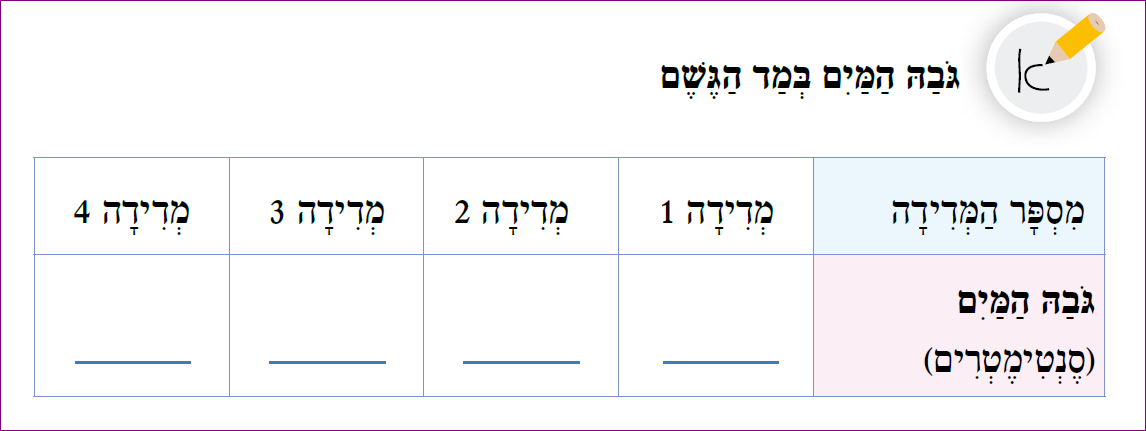 גֹּבַהּ הַמַּיִם בְּמַד הַגֶּשֶׁם
א
מִסְפָּר הַמְּדִידָה מְדִידָה 1 מְדִידָה 2 מְדִידָה 3 מְדִידָה 4
גֹּבַהּ הַמַּיִם
(סֶנְטִימֶטְרִים)